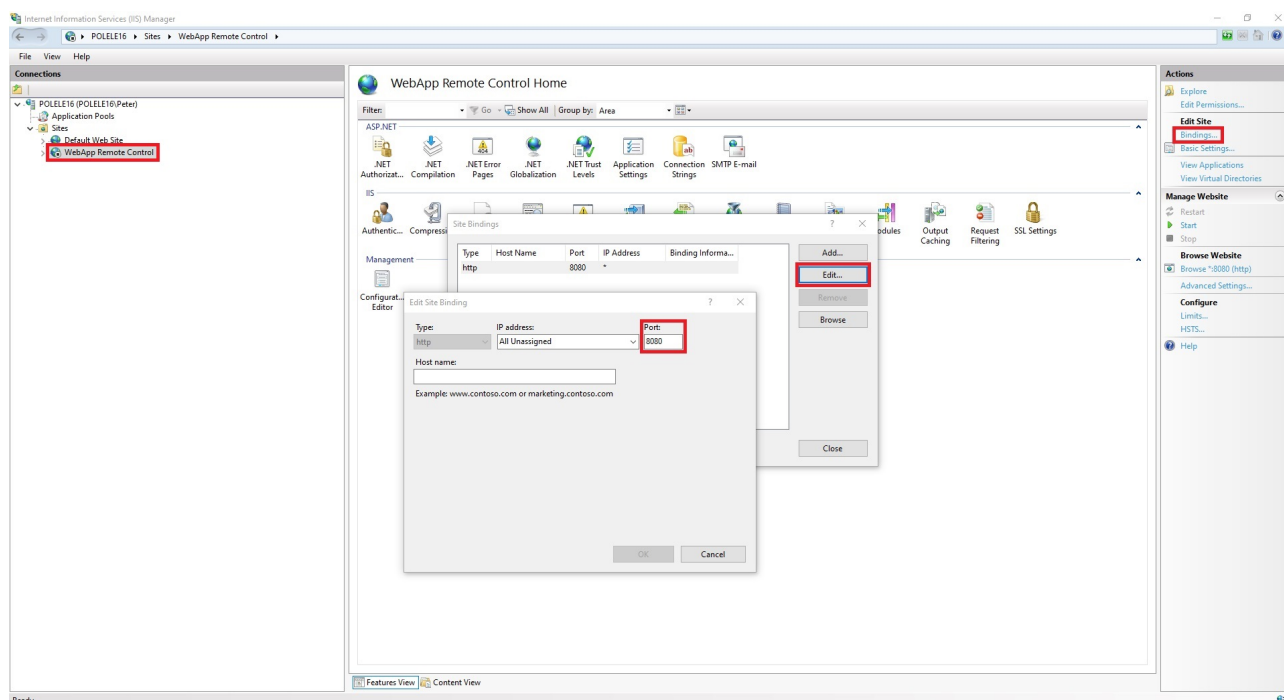 Internet Information Services (IIS) Manager
POLELE16 Sites WebApp Remote Control
File View Help
Connections
POLELE16 (POLELE16\Peter)
Application Pools
Sites
Default Web Site
WebApp Remote Control
WebApp Remote Control Home
Filter: Go Show All Group by: Area
ASP.NET
.NET Authorizat...
.NET Compilation
.NET Error Pages
.NET Globalization
.NET Trust Levels
Application Settings
Connection Strings
SMTP E-mail
IIS
Authentic...
Output Caching
Request Filtering
SSL Settings
Management
Configurat... Editor
Site Bindings
Type Host Name Port IP Address Binding Informa...
http 8080 *
Add...
Edit...
Remove
Browse
Close
Edit Site Binding
Type: IP address: Port:
http All Unassigned 8080
Host name:
Example: www.contoso.com or marketing.contoso.com
OK Cancel
Features View Content View
Actions
Explore
Edit Permissions...
Edit Site
Bindings...
Basic Settings...
View Applications
View Virtual Directories
Manage Website
Restart
Start
Stop
Browse Website
Browse *:8080 (http)
Advanced Settings...
Configure
Limits...
HSTS...
Help